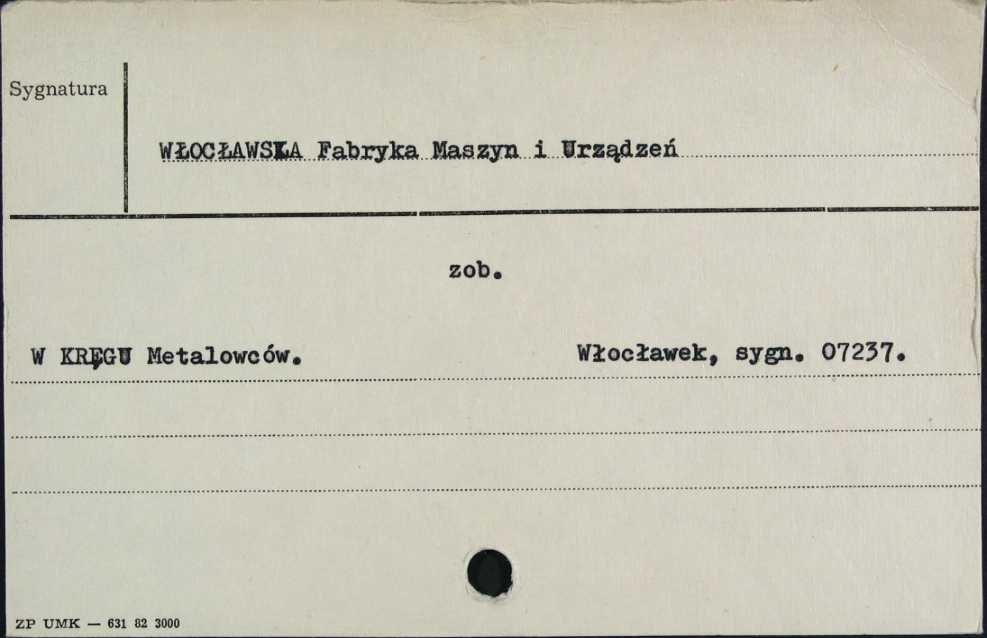 Sygnatura
WŁOCŁAWSKA Fabryka Maszyn i Urządzeń
zob.
W KRĘGU Metalowców. Włocławek, sygn. 07237.
ZP UMK — 631 82 3000